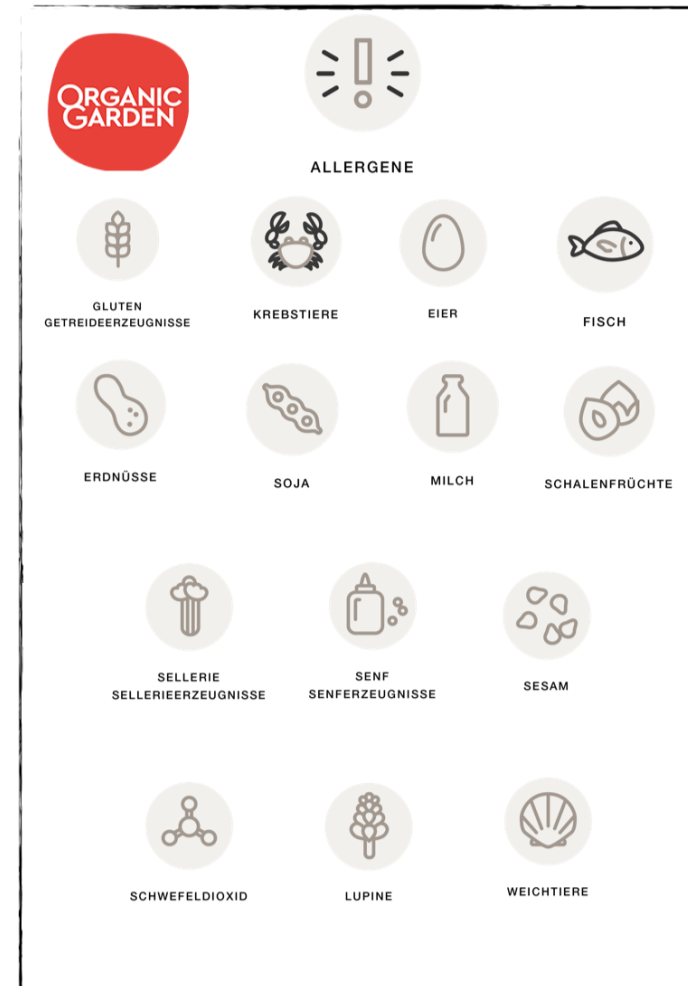 ORGANIC
GARDEN
ALLERGENE
GLUTEN
GETREIDEERZEUGNISSE
KREBSTIERE
EIER
FISCH
ERDNÜSSE
SOJA
MILCH
SCHALENFRÜCHTE
SELLERIE
SELLERIEERZEUGNISSE
SENF
SENFERZEUGNISSE
SESAM
SCHWEFELDIOXID
LUPINE
WEICHTIERE